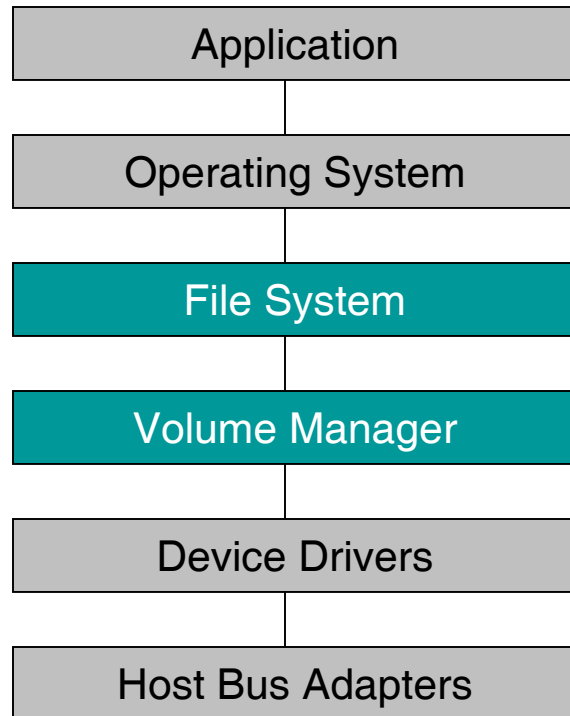 Application
Operating System
File System
Volume Manager
Device Drivers
Host Bus Adapters